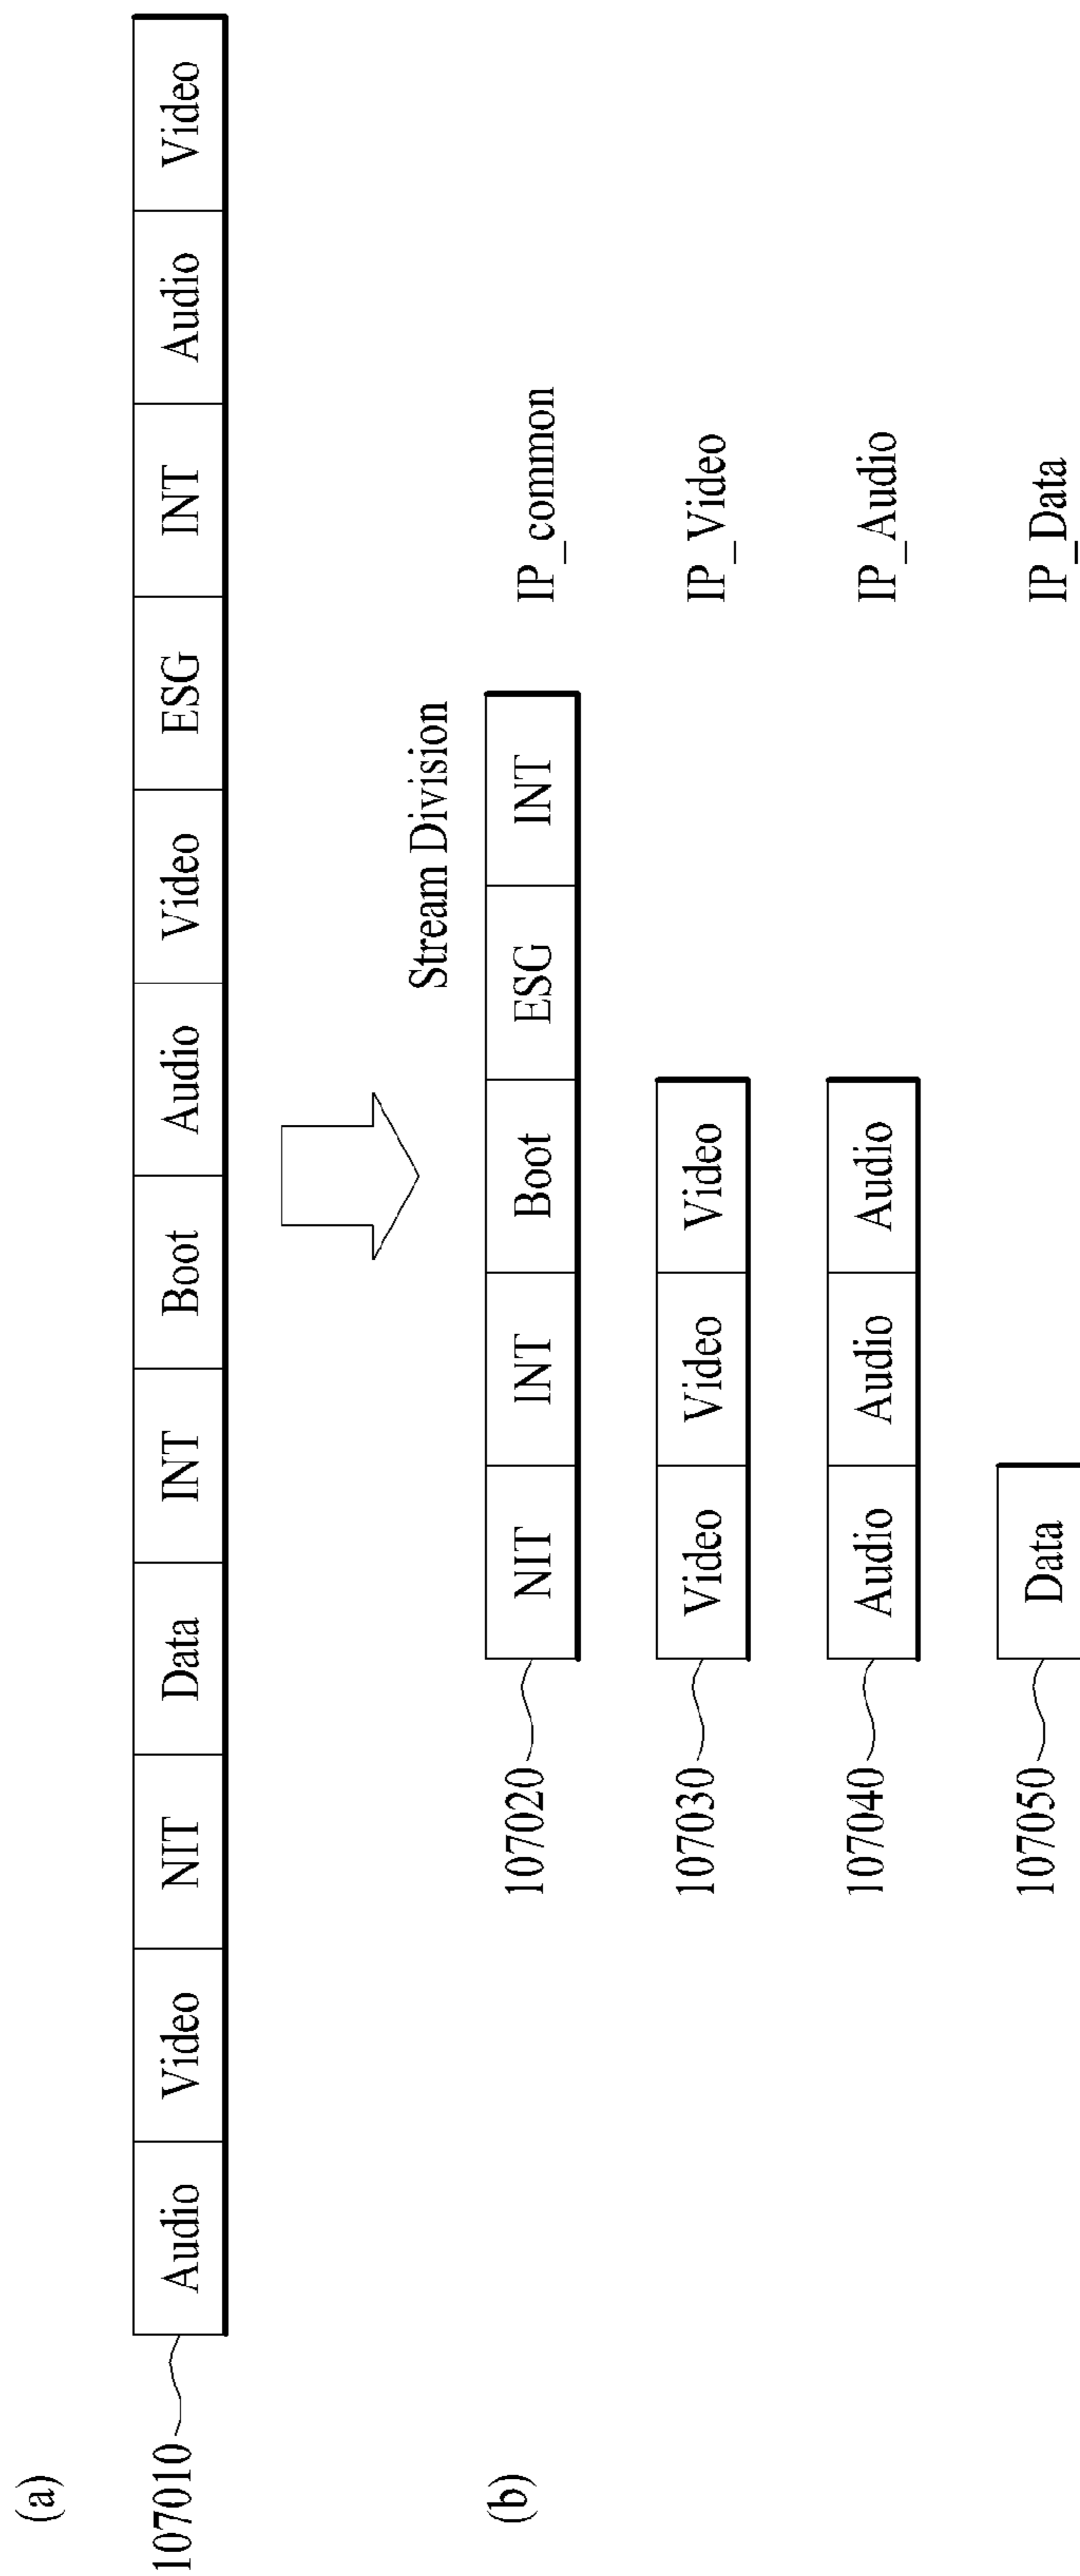 (a)
107010
Audio Video NIT Data INT Boot Audio Video ESG INT Audio Video
Stream Division
(b)
107020 NIT INT Boot ESG INT IP_common
107030 Video Video Video IP_Video
107040 Audio Audio Audio IP_Audio
107050 Data IP_Data